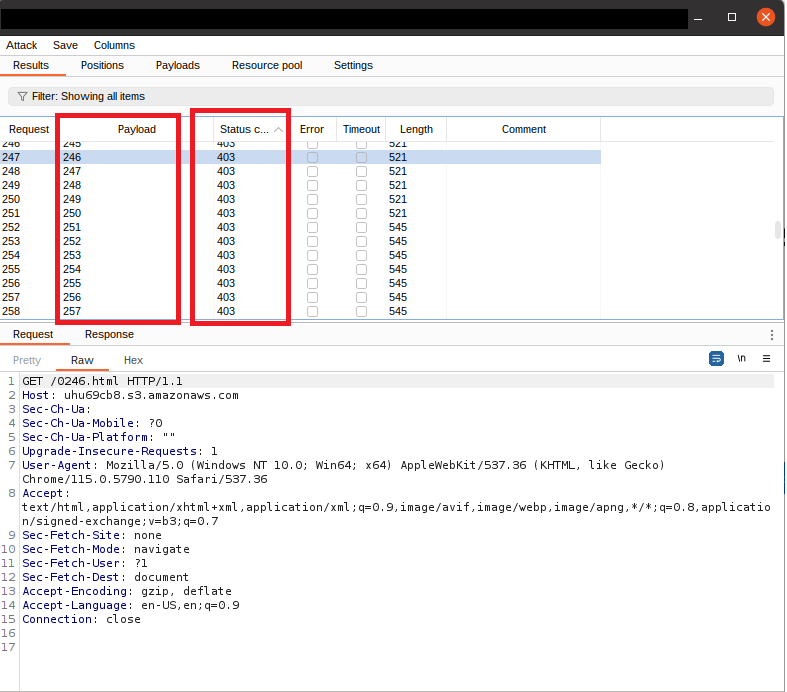 Attack Save Columns
Results Positions Payloads Resource pool Settings
Filter: Showing all items
Request Payload Status c... Error Timeout Length Comment
246 245 403 521
247 246 403 521
248 247 403 521
249 248 403 521
250 249 403 521
251 250 403 521
252 251 403 545
253 252 403 545
254 253 403 545
255 254 403 545
256 255 403 545
257 256 403 545
258 257 403 545
Request Response
Pretty Raw Hex \n
1 GET /0246.html HTTP/1.1
2 Host: uhu69cb8.s3.amazonaws.com
3 Sec-Ch-Ua:
4 Sec-Ch-Ua-Mobile: ?0
5 Sec-Ch-Ua-Platform: ""
6 Upgrade-Insecure-Requests: 1
7 User-Agent: Mozilla/5.0 (Windows NT 10.0; Win64; x64) AppleWebKit/537.36 (KHTML, like Gecko)
Chrome/115.0.5790.110 Safari/537.36
8 Accept:
text/html,application/xhtml+xml,application/xml;q=0.9,image/avif,image/webp,image/apng,*/*;q=0.8,applicatio
n/signed-exchange;v=b3;q=0.7
9 Sec-Fetch-Site: none
10 Sec-Fetch-Mode: navigate
11 Sec-Fetch-User: ?1
12 Sec-Fetch-Dest: document
13 Accept-Encoding: gzip, deflate
14 Accept-Language: en-US,en;q=0.9
15 Connection: close
16
17